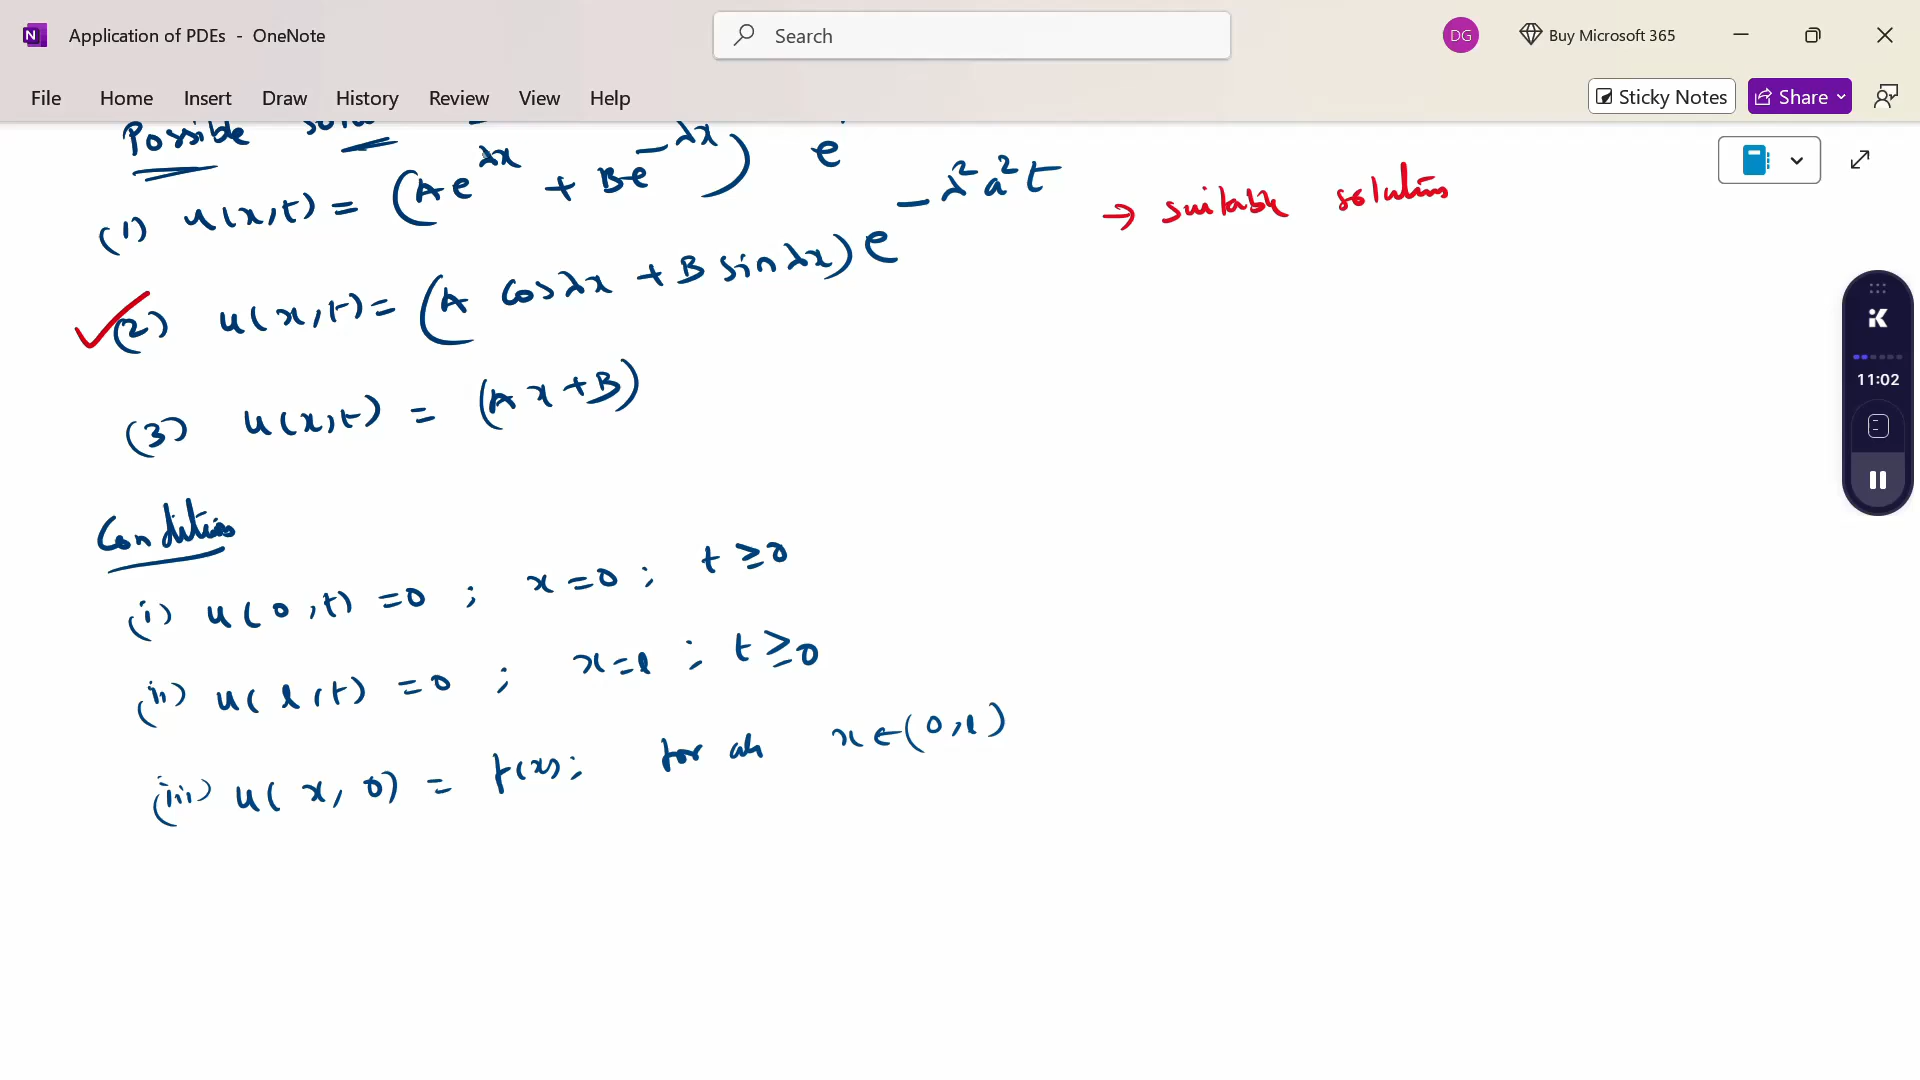 Application of PDEs - OneNote
Search
DG
Buy Microsoft 365
File Home Insert Draw History Review View Help
Sticky Notes
Share
Possible
(1) u(x,t) = (Ae^λx + Be^-λx) e
(2) u(x,t) = (A cosλx + B sinλx) e^-λ²a²t → suitable solution
(3) u(x,t) = (Ax+B)
11:02
Conditions
(i) u(0,t) =0 ; x=0 ; t ≥0
(ii) u(l,t) =0 ; x=l ; t ≥0
(iii) u(x, 0) = f(x); for all x∈(0,l)